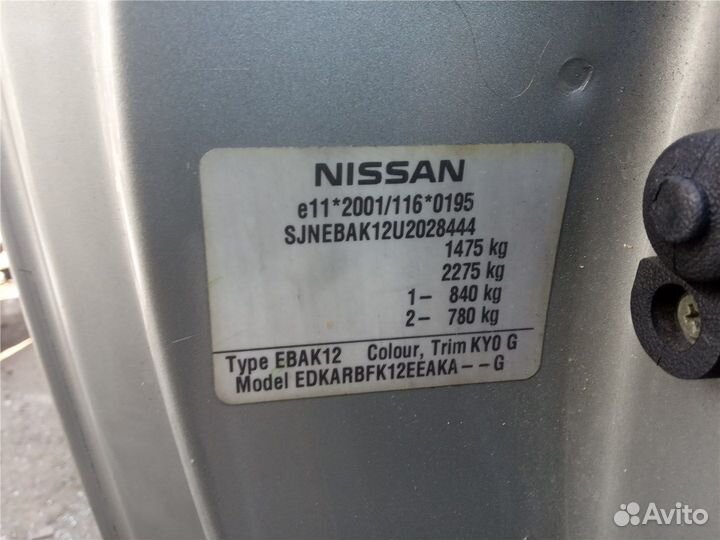 NISSAN
e11*2001/116*0195
SJNEBAK12U2028444
1475 kg
2275 kg
1- 840 kg
2- 780 kg
Type EBAK12 Colour, Trim KY0 G
Model EDKARBFK12EEAKA--G
Avito